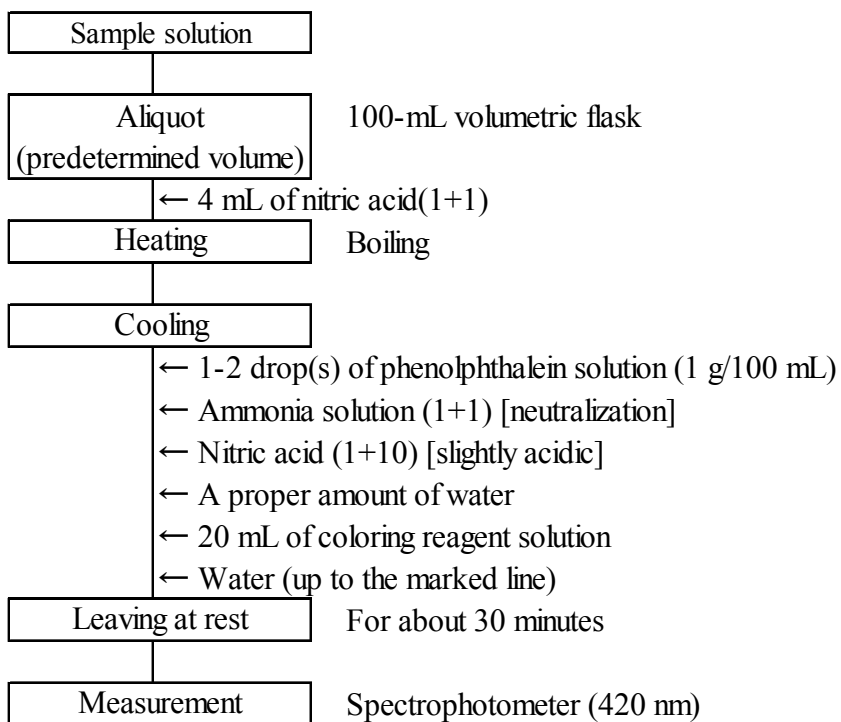 Sample solution
Aliquot 100-mL volumetric flask
(predetermined volume)
← 4 mL of nitric acid(1+1)
Heating Boiling
Cooling
← 1-2 drop(s) of phenolphthalein solution (1 g/100 mL)
← Ammonia solution (1+1) [neutralization]
← Nitric acid (1+10) [slightly acidic]
← A proper amount of water
← 20 mL of coloring reagent solution
← Water (up to the marked line)
Leaving at rest For about 30 minutes
Measurement Spectrophotometer (420 nm)